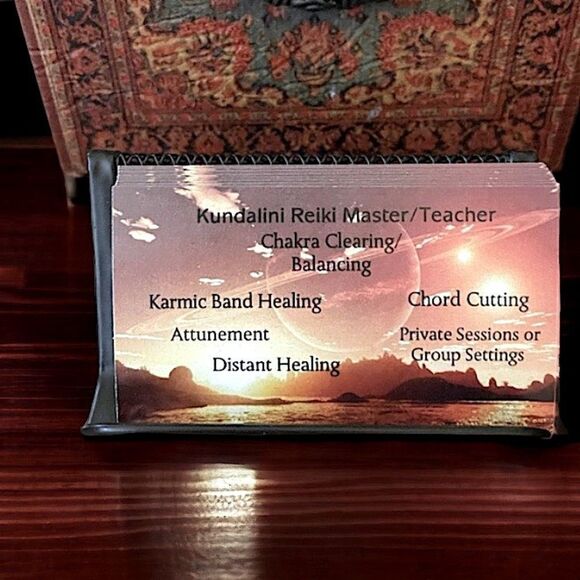 Kundalini Reiki Master/Teacher
Chakra Clearing/
Balancing
Karmic Band Healing
Chord Cutting
Attunement
Private Sessions or
Group Settings
Distant Healing